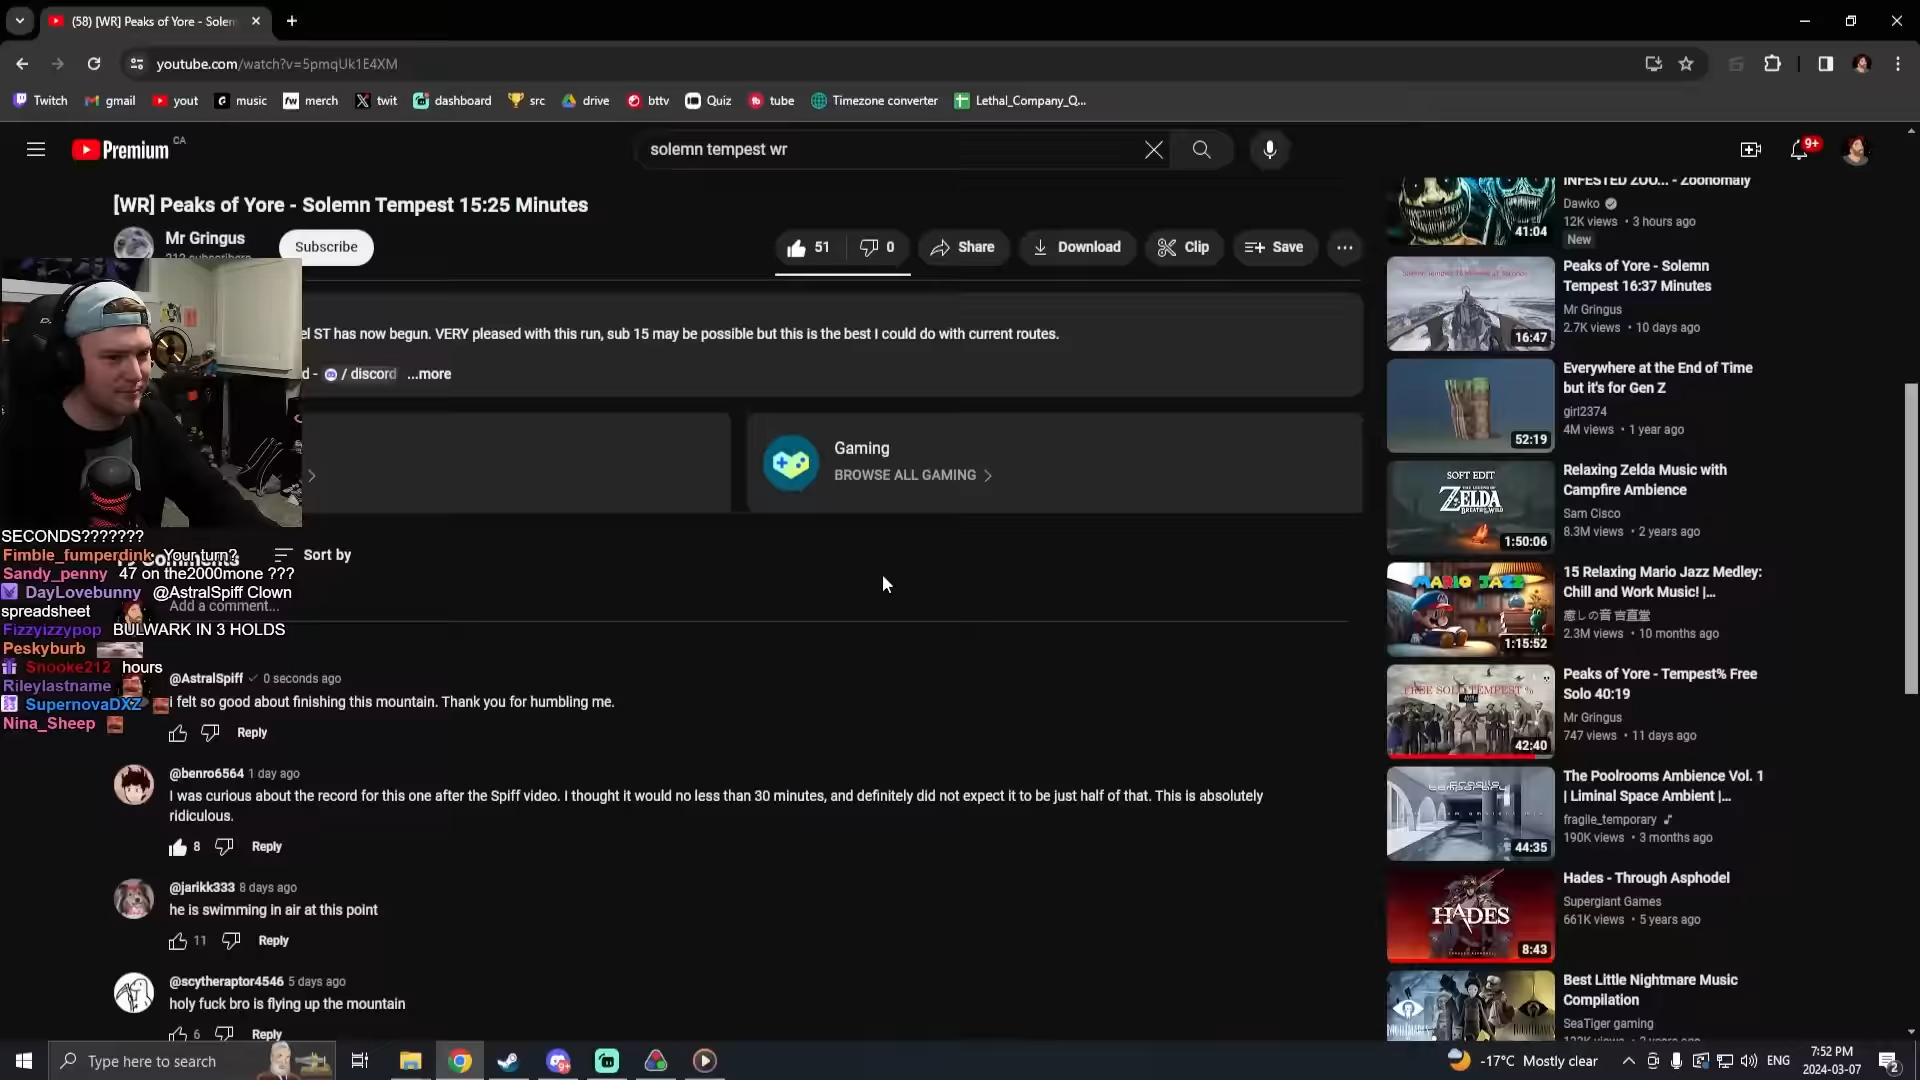 (58) [WR] Peaks of Yore - Solem
youtube.com/watch?v=5pmqUk1E4XM
Twitch
gmail
yout
music
merch
twit
dashboard
src
drive
bttv
Quiz
tube
Timezone converter
Lethal_Company_Q...
Premium
CA
solemn tempest wr
9+
[WR] Peaks of Yore - Solemn Tempest 15:25 Minutes
Mr Gringus
Subscribe
51
0
Share
Download
Clip
Save
el ST has now begun. VERY pleased with this run, sub 15 may be possible but this is the best I could do with current routes.
d - / discord ...more
Gaming
BROWSE ALL GAMING
SECONDS???????
Fimble_fumperdink Your turn?
Comments
Sort by
Sandy_penny 47 on the2000mone ???
DayLovebunny @AstralSpiff Clown
spreadsheet
Add a comment...
Fizzyizzypop BULWARK IN 3 HOLDS
Peskyburb
Snooke212 hours
Rileylastname
SupernovaDXZ
Nina_Sheep
@AstralSpiff 0 seconds ago
i felt so good about finishing this mountain. Thank you for humbling me.
Reply
@benro6564 1 day ago
I was curious about the record for this one after the Spiff video. I thought it would no less than 30 minutes, and definitely did not expect it to be just half of that. This is absolutely
ridiculous.
8
Reply
@jarikk333 8 days ago
he is swimming in air at this point
11
Reply
@scytheraptor4546 5 days ago
holy fuck bro is flying up the mountain
6
Reply
INFESTED ZOO... - Zoonomaly
Dawko
12K views • 3 hours ago
New
41:04
Peaks of Yore - Solemn
Tempest 16:37 Minutes
Mr Gringus
2.7K views • 10 days ago
16:47
Everywhere at the End of Time
but it's for Gen Z
girl2374
4M views • 1 year ago
52:19
SOFT EDIT
ZELDA
Relaxing Zelda Music with
Campfire Ambience
Sam Cisco
8.3M views • 2 years ago
1:50:06
MARIO JAZZ
15 Relaxing Mario Jazz Medley:
Chill and Work Music! |...
癒しの音 吉直堂
2.3M views • 10 months ago
1:15:52
FREE SOLO TEMPEST %
Peaks of Yore - Tempest% Free
Solo 40:19
Mr Gringus
747 views • 11 days ago
42:40
fragile
temporary
The Poolrooms Ambience Vol. 1
| Liminal Space Ambient |...
fragile_temporary
190K views • 3 months ago
44:35
HADES
Hades - Through Asphodel
Supergiant Games
661K views • 5 years ago
8:43
Best Little Nightmare Music
Compilation
SeaTiger gaming
Type here to search
9+
-17°C Mostly clear
ENG
7:52 PM
2024-03-07
2